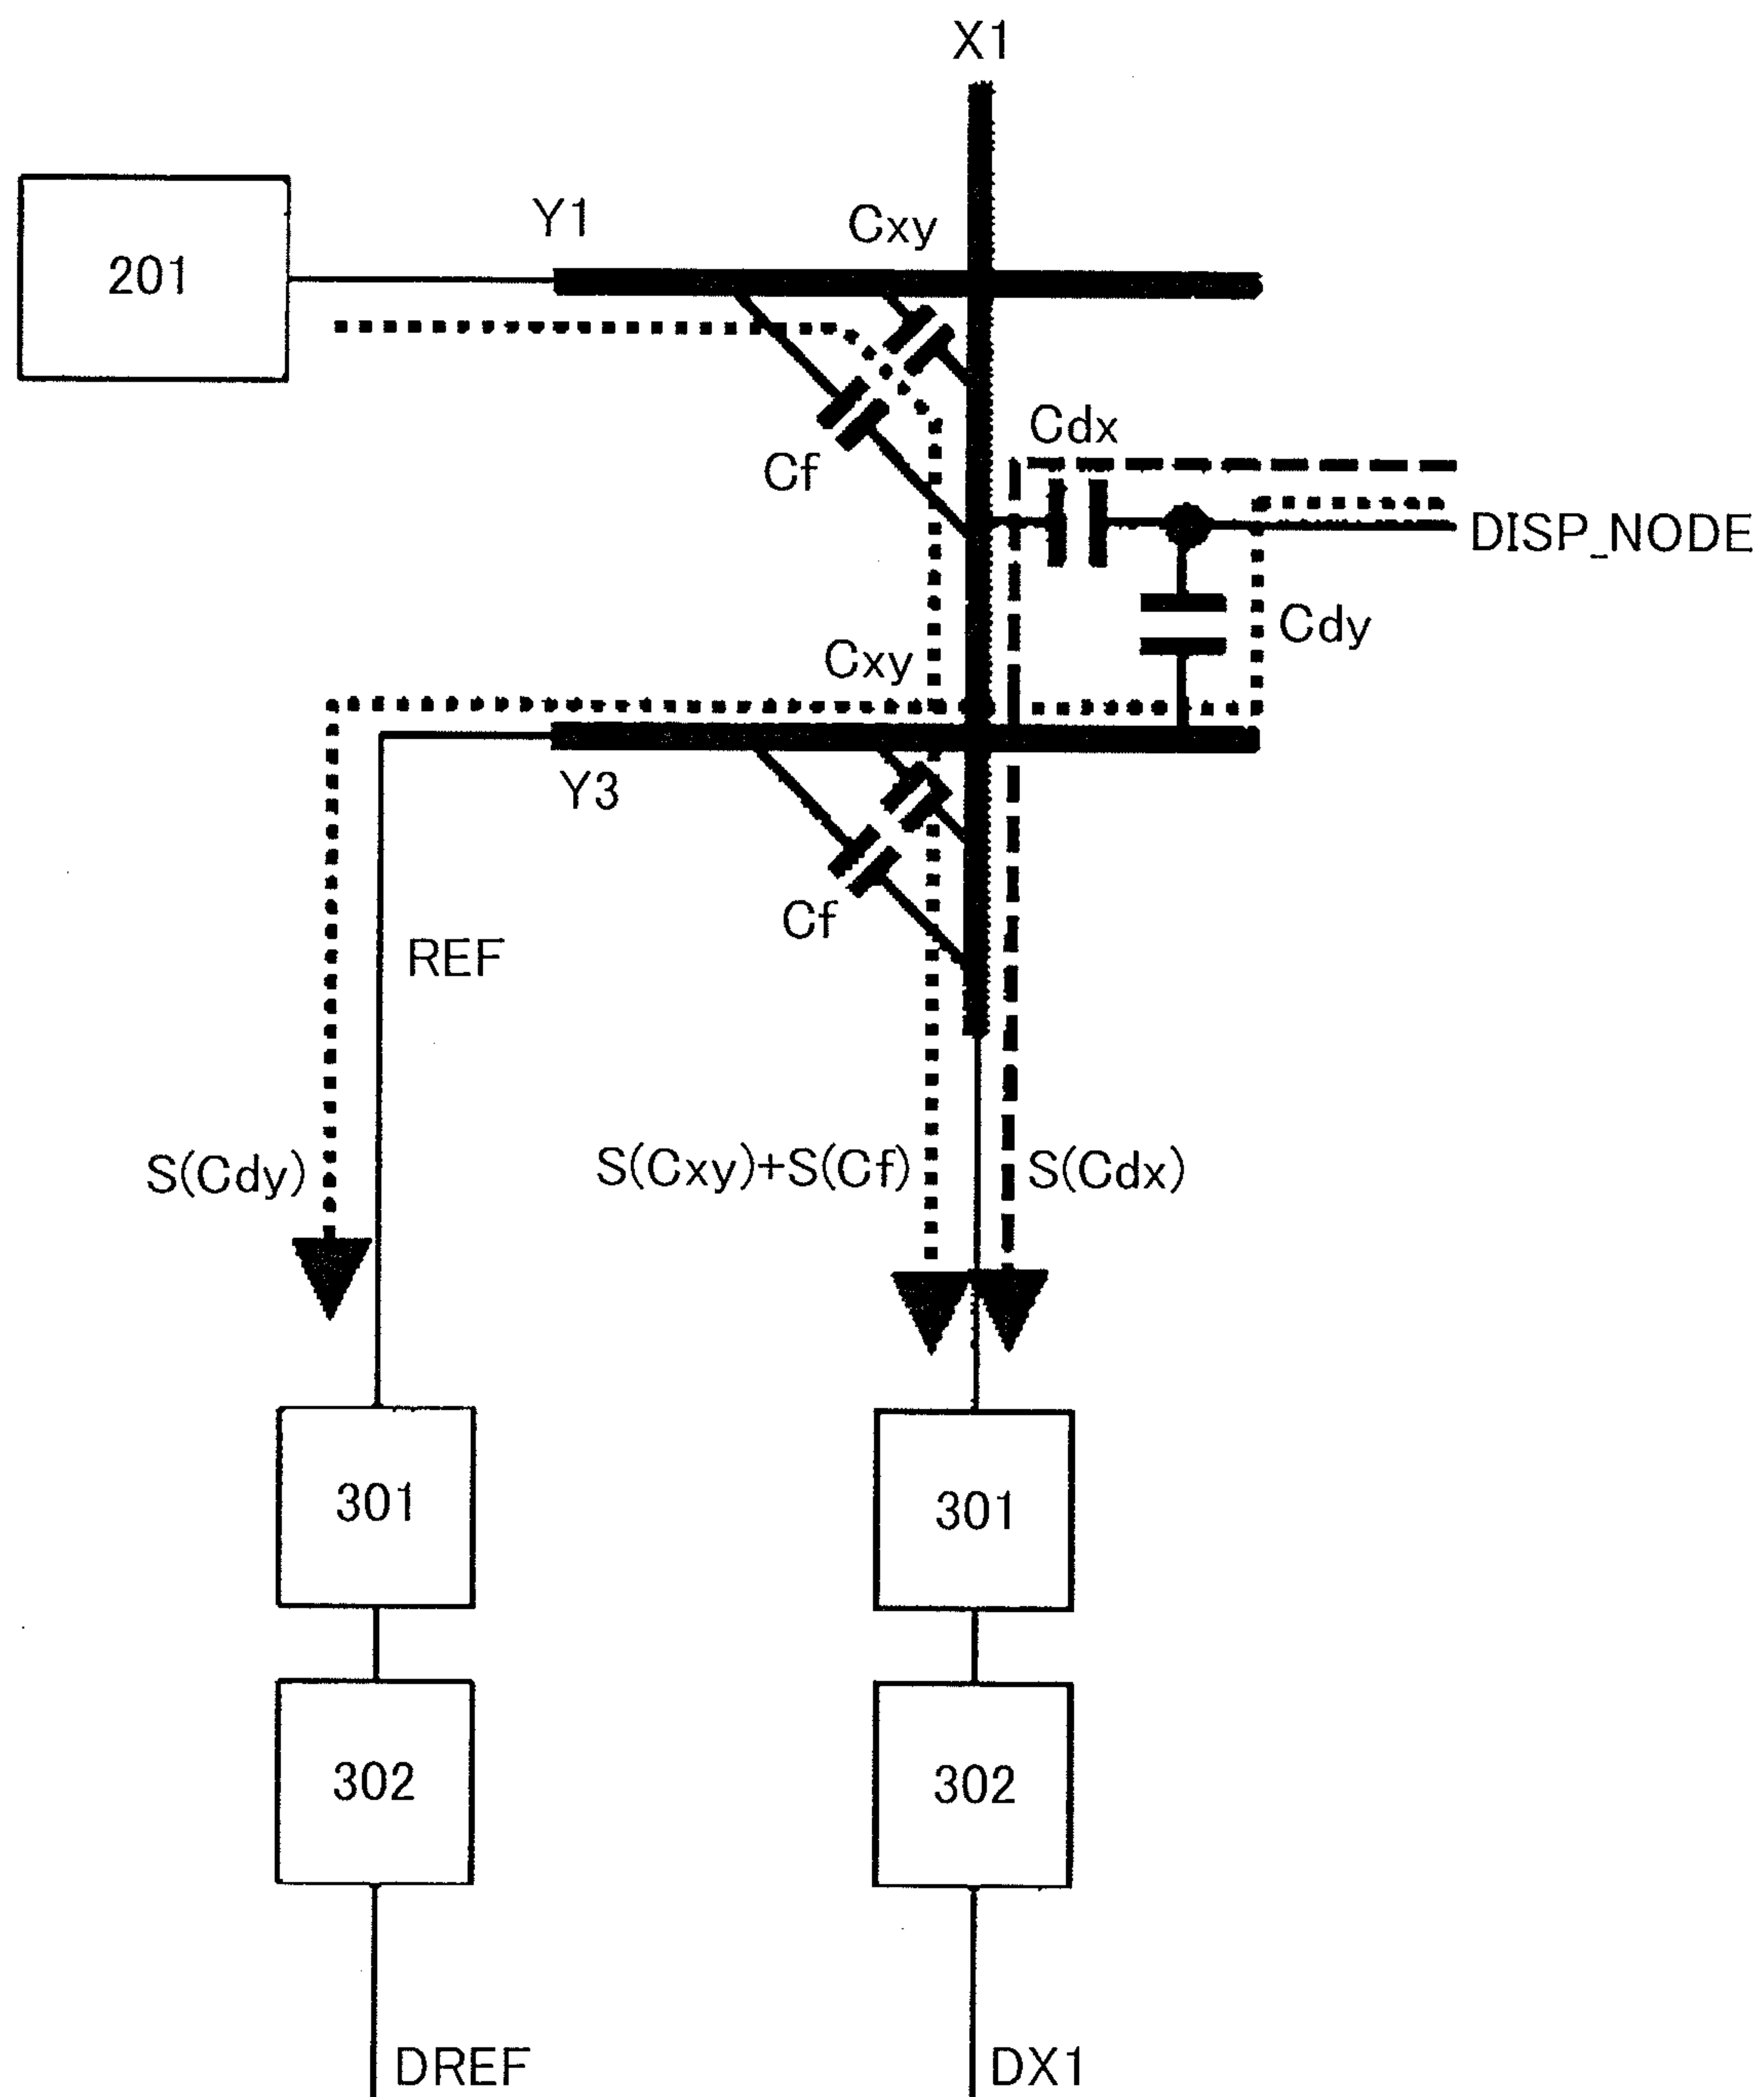 X1
Y1
Cxy
201
Cdx
Cf
DISP_NODE
Cdy
Cxy
Y3
Cf
REF
S(Cdy)
S(Cxy)+S(Cf)
S(Cdx)
301
301
302
302
DREF
DX1